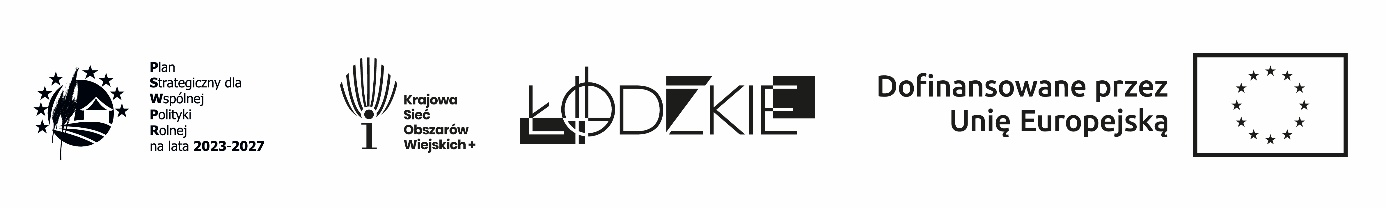 Plan
Strategiczny dla
Wspólnej
Polityki
Rolnej
na lata 2023-2027
Krajowa
Sieć
Obszarów
Wiejskich+
ŁÓDZKIE
Dofinansowane przez
Unię Europejską